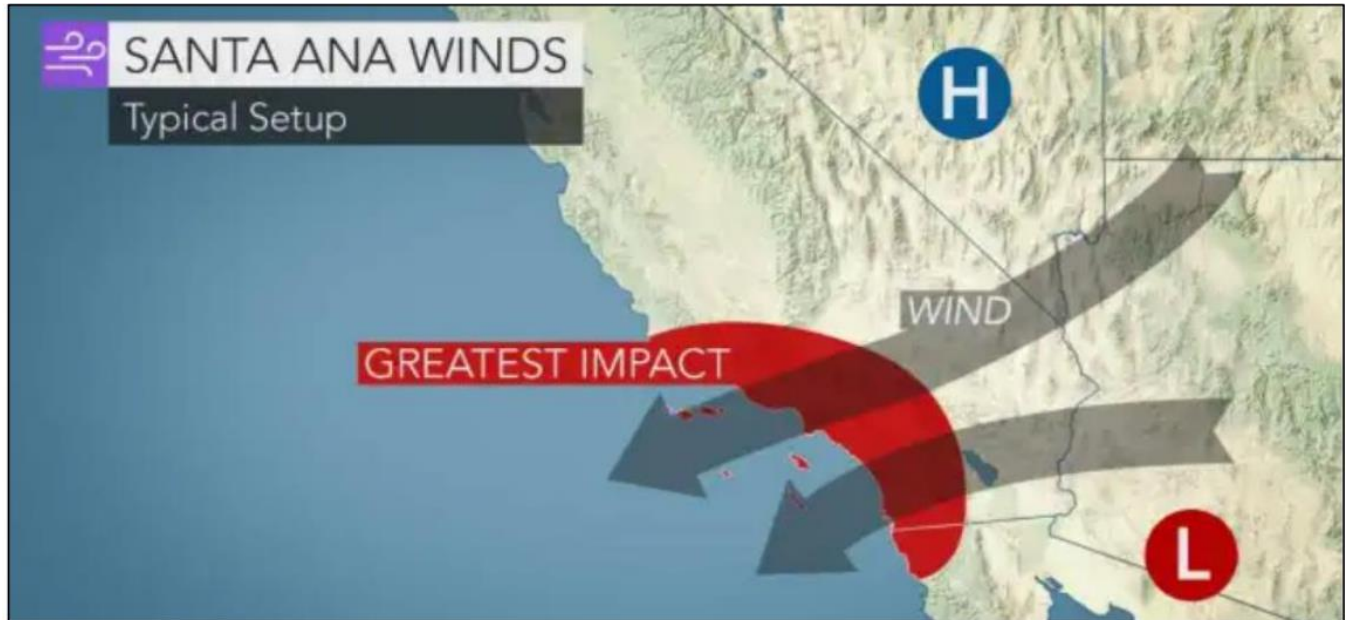 SANTA ANA WINDS
Typical Setup
H
WIND
GREATEST IMPACT
L